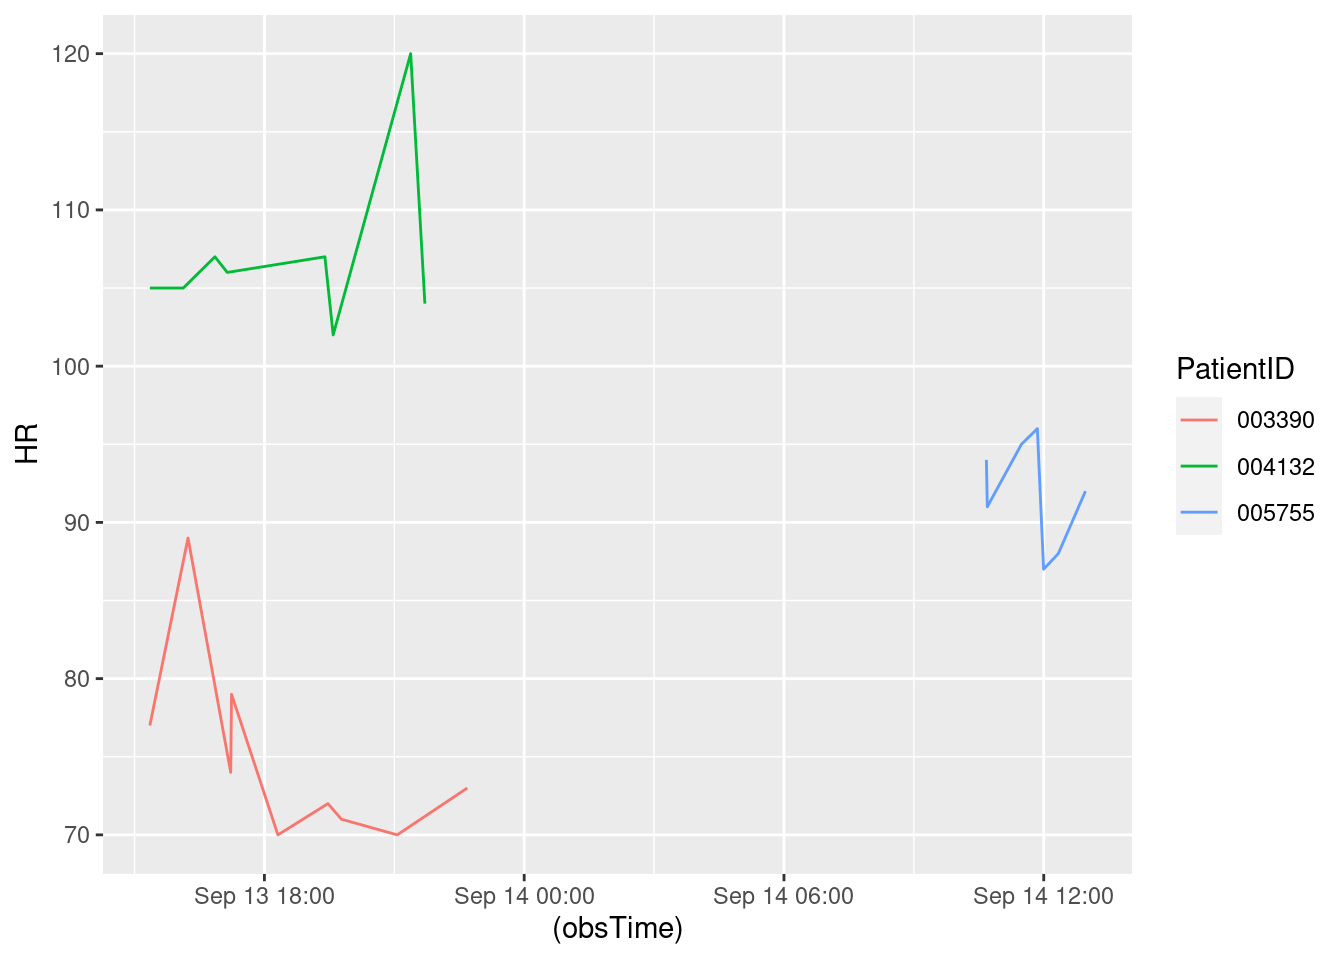 120
110
100
90
80
70
HR
Sep 13 18:00
Sep 14 00:00
Sep 14 06:00
Sep 14 12:00
(obsTime)
PatientID
003390
004132
005755